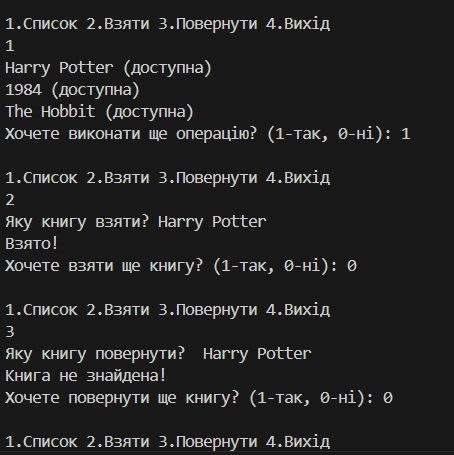 1.Список 2.Взяти 3.Повернути 4.Вихід
1
Harry Potter (доступна)
1984 (доступна)
The Hobbit (доступна)
Хочете виконати ще операцію? (1-так, 0-ні): 1
1.Список 2.Взяти 3.Повернути 4.Вихід
2
Яку книгу взяти? Harry Potter
Взято!
Хочете взяти ще книгу? (1-так, 0-ні): 0
1.Список 2.Взяти 3.Повернути 4.Вихід
3
Яку книгу повернути?  Harry Potter
Книга не знайдена!
Хочете повернути ще книгу? (1-так, 0-ні): 0
1.Список 2.Взяти 3.Повернути 4.Вихід